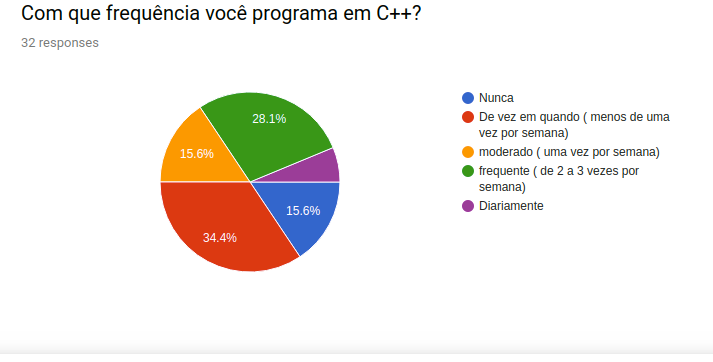 Com que frequência você programa em C++?
32 responses
28.1%
15.6%
15.6%
34.4%
Nunca
De vez em quando ( menos de uma
vez por semana)
moderado ( uma vez por semana)
frequente ( de 2 a 3 vezes por
semana)
Diariamente